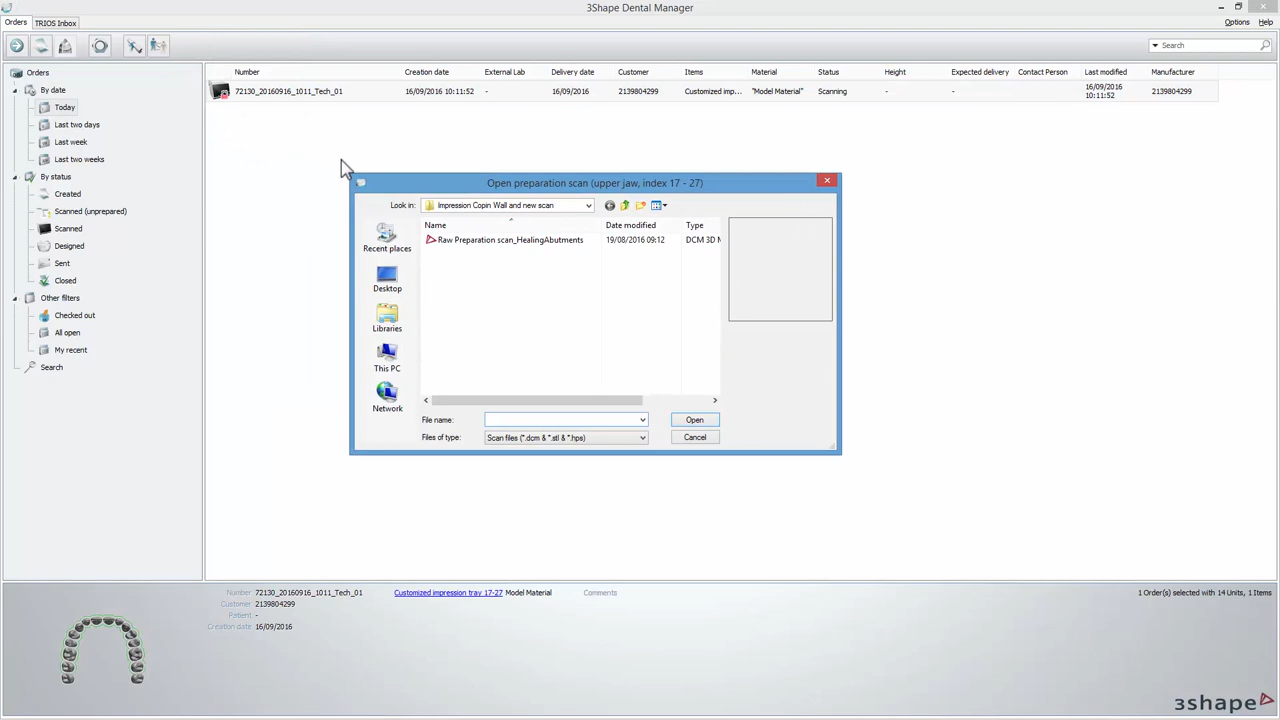 3Shape Dental Manager
Orders TRIOS Inbox Options Help
Search
Orders
By date
Today
Last two days
Last week
Last two weeks
By status
Created
Scanned (unprepared)
Scanned
Designed
Sent
Closed
Other filters
Checked out
All open
My recent
Search
Number Creation date External Lab Delivery date Customer Items Material Status Height Expected delivery Contact Person Last modified Manufacturer
72130_20160916_1011_Tech_01 16/09/2016 10:11:52 - 16/09/2016 2139804299 Customized imp... "Model Material" Scanning - - 16/09/2016 2139804299
10:11:52
Open preparation scan (upper jaw, index 17 - 27)
Look in: Impression Copin Wall and new scan
Recent places
Desktop
Libraries
This PC
Network
Name Date modified Type
Raw Preparation scan_HealingAbutments 19/08/2016 09:12 DCM 3D M
File name: Open
Files of type: Scan files (*.dcm & *.stl & *.hps) Cancel
Number 72130_20160916_1011_Tech_01 Customized impression tray 17-27 Model Material Comments 1 Order(s) selected with 14 Units, 1 Items
Customer 2139804299
Patient -
Creation date 16/09/2016
3shape